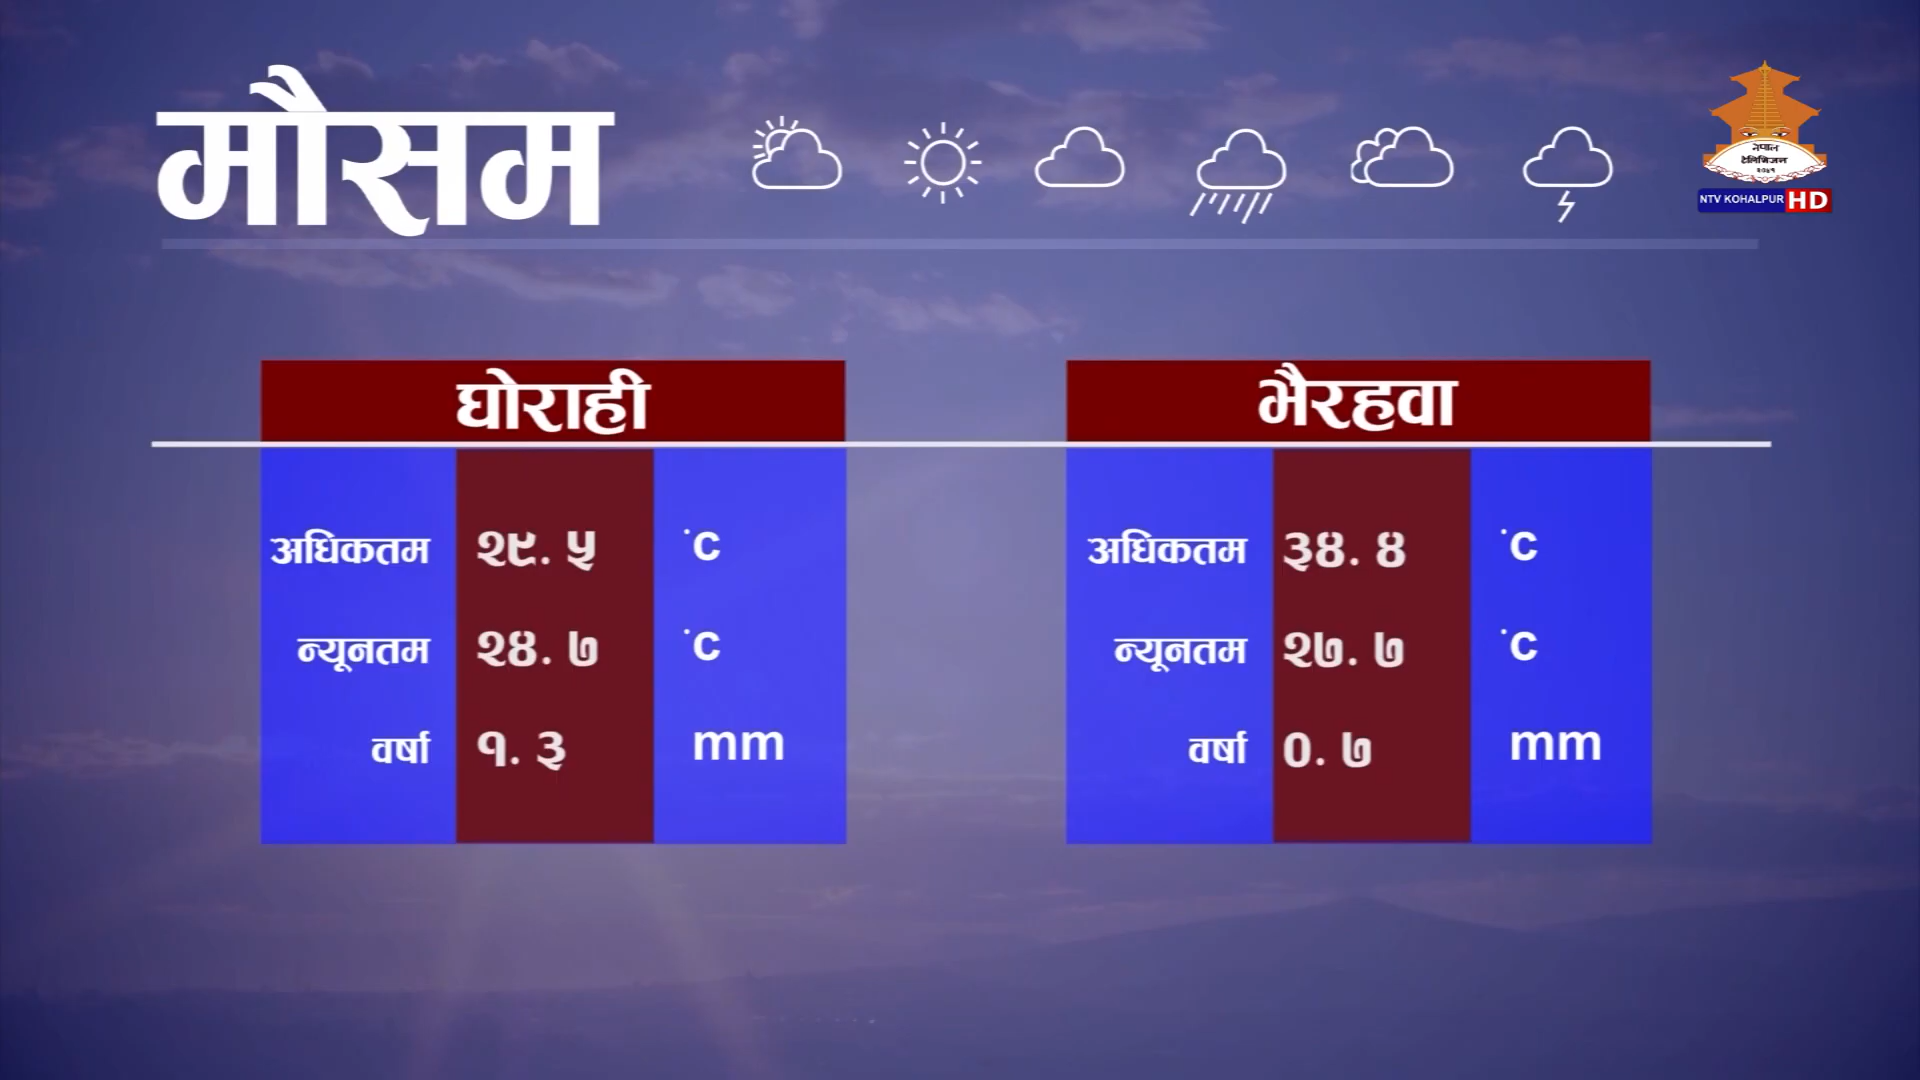 मौसम
नेपाल
टेलिभिजन
२०४१
NTV KOHALPUR HD
घोराही
अधिकतम २९. ५ °C
न्यूनतम २४. ७ °C
वर्षा १. ३ mm
भैरहवा
अधिकतम ३४. ४ °C
न्यूनतम २७. ७ °C
वर्षा ०. ७ mm